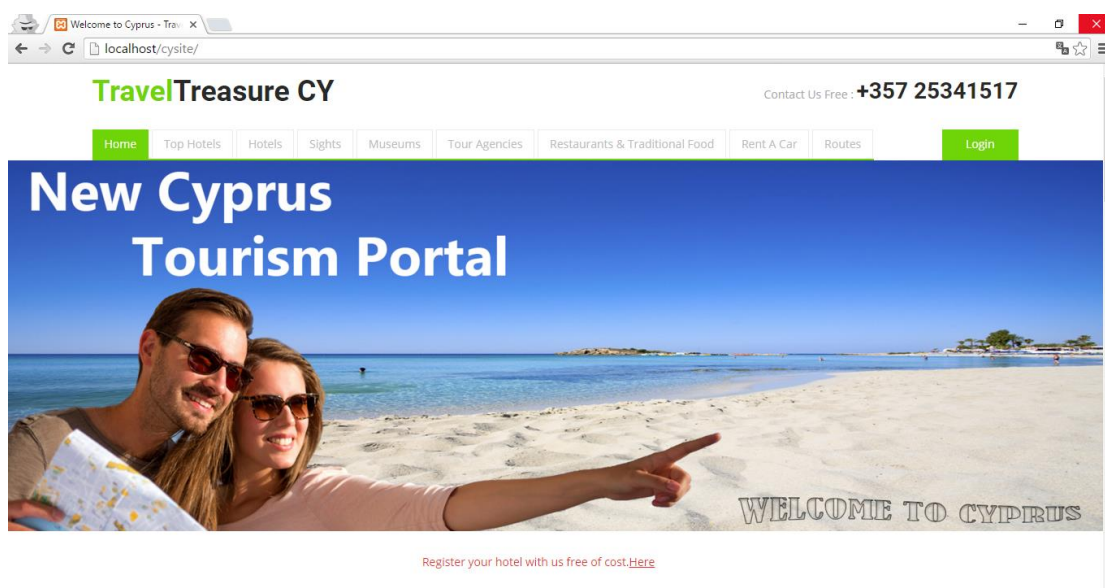 Welcome to Cyprus - Trav
localhost/cysite/
TravelTreasure CY
Contact Us Free : +357 25341517
Home Top Hotels Hotels Sights Museums Tour Agencies Restaurants & Traditional Food Rent A Car Routes Login
New Cyprus
Tourism Portal
WELCOME TO CYPRUS
Register your hotel with us free of cost.Here